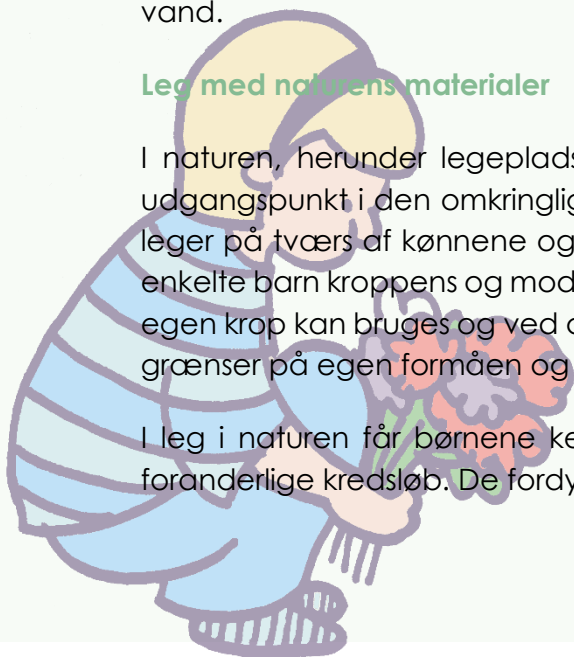 vand.
Leg med naturens materialer
I naturen, herunder legeplads
udgangspunkt i den omkringlig
leger på tværs af kønnene og
enkelte barn kroppens og mod
egen krop kan bruges og ved
grænser på egen formåen og
I leg i naturen får børnene ke
foranderlige kredsløb. De fordy